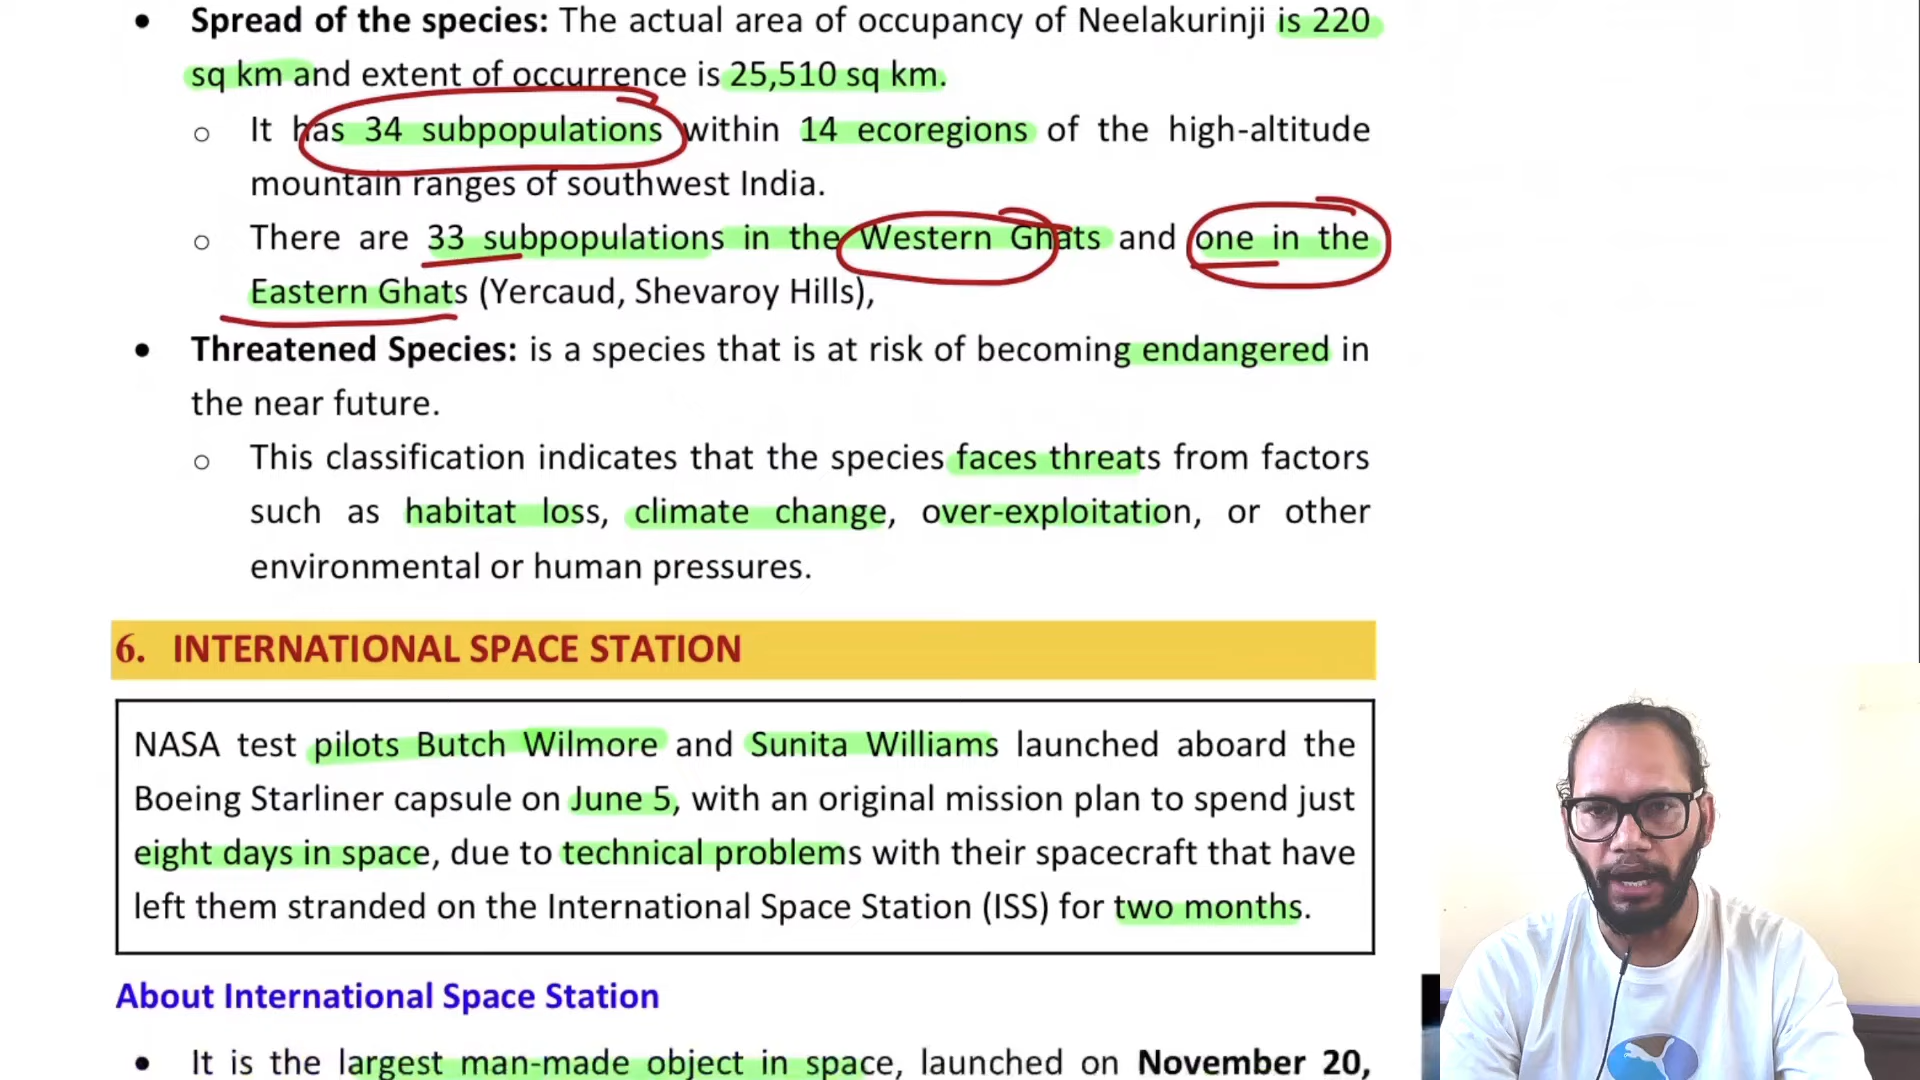 • Spread of the species: The actual area of occupancy of Neelakurinji is 220
sq km and extent of occurrence is 25,510 sq km.
o It has 34 subpopulations within 14 ecoregions of the high-altitude
mountain ranges of southwest India.
o There are 33 subpopulations in the Western Ghats and one in the
Eastern Ghats (Yercaud, Shevaroy Hills),
• Threatened Species: is a species that is at risk of becoming endangered in
the near future.
o This classification indicates that the species faces threats from factors
such as habitat loss, climate change, over-exploitation, or other
environmental or human pressures.
6. INTERNATIONAL SPACE STATION
NASA test pilots Butch Wilmore and Sunita Williams launched aboard the
Boeing Starliner capsule on June 5, with an original mission plan to spend just
eight days in space, due to technical problems with their spacecraft that have
left them stranded on the International Space Station (ISS) for two months.
About International Space Station
• It is the largest man-made object in space, launched on November 20,